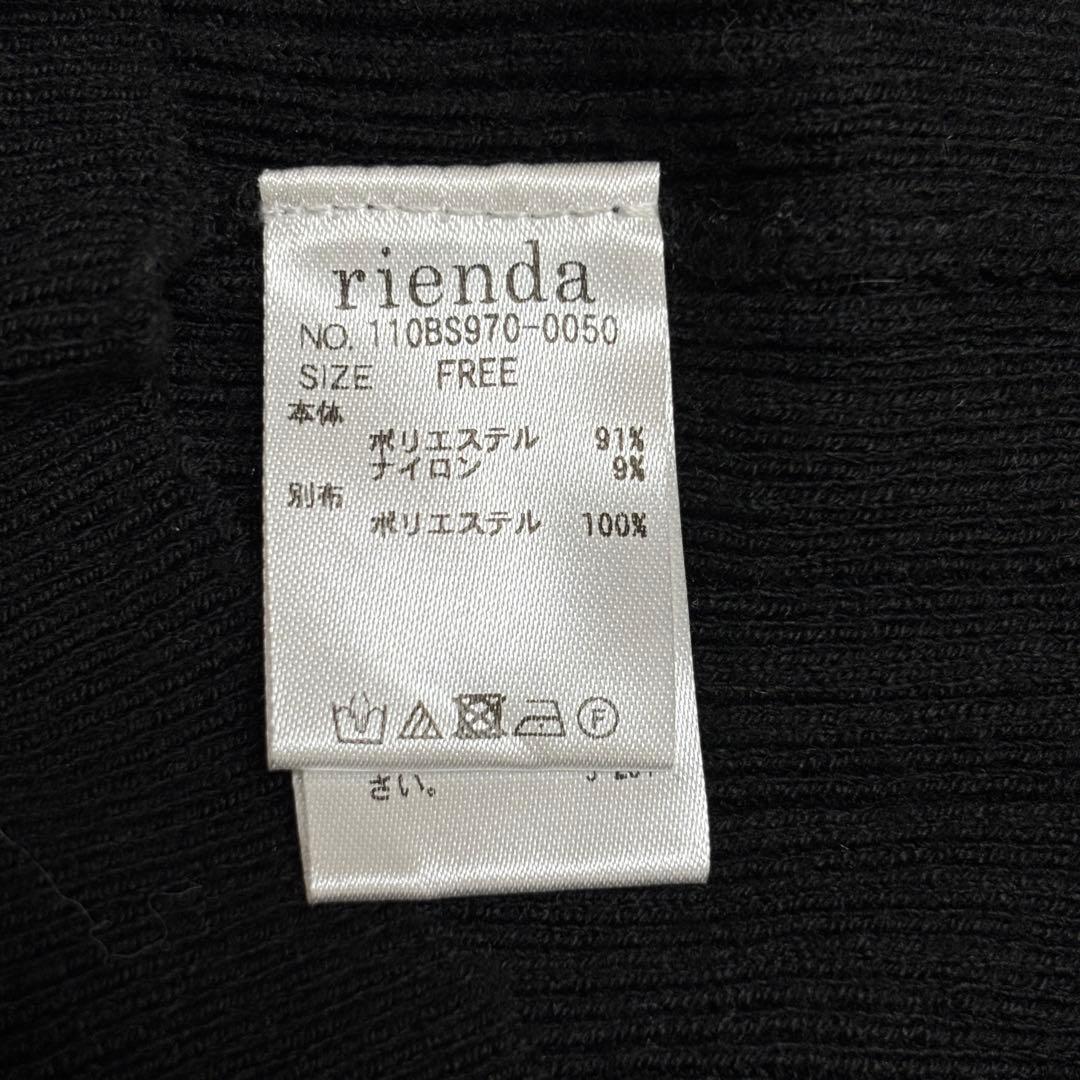 rienda
NO. 110BS970-0050
SIZE FREE
本体
ポリエステル 91%
ナイロン 9%
別布
ポリエステル 100%
F
さい。